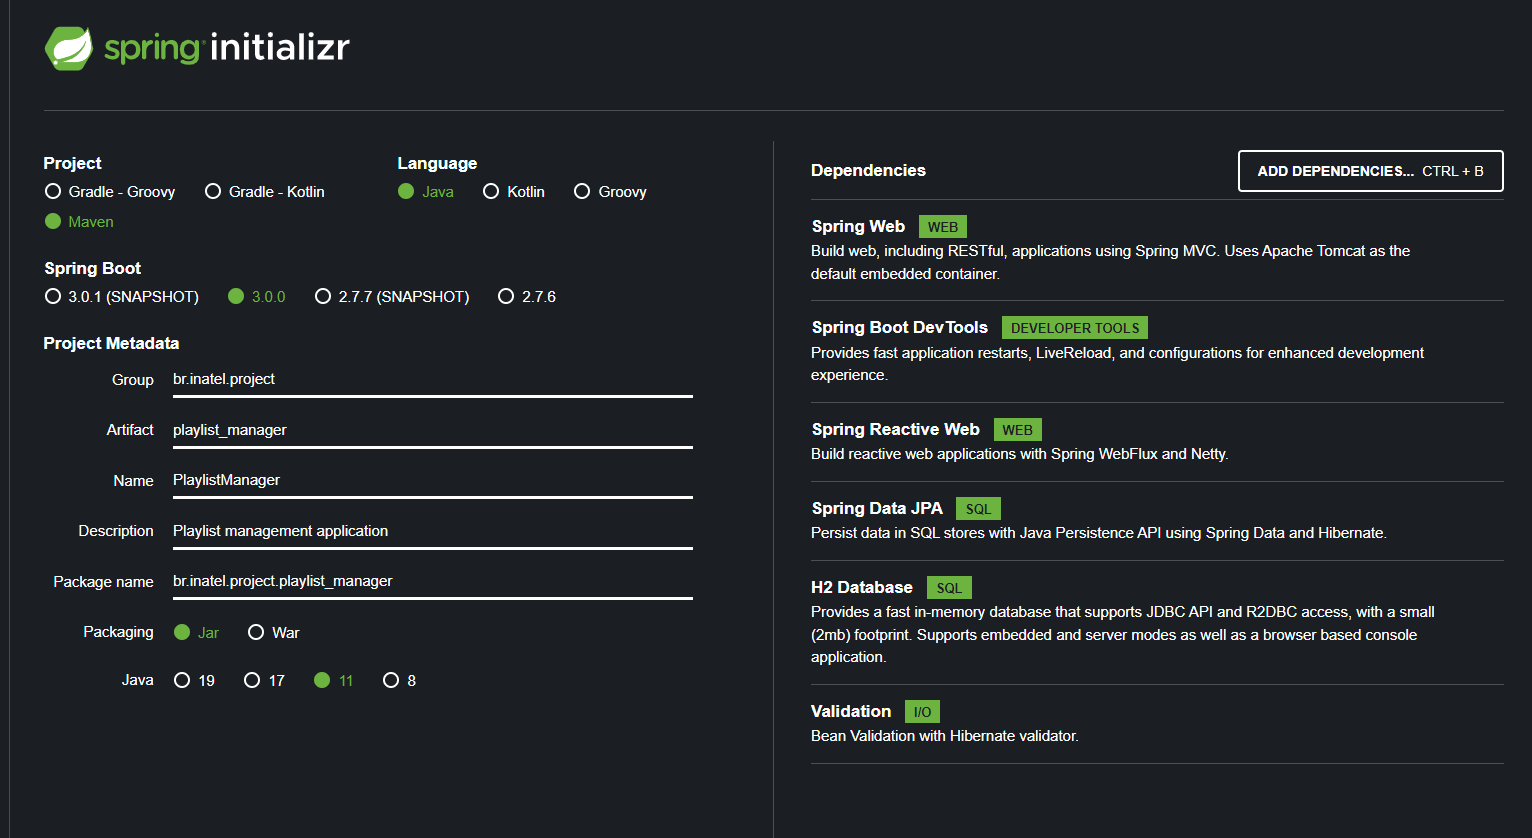 spring initializr
Project
Gradle - Groovy Gradle - Kotlin
Maven
Language
Java Kotlin Groovy
Spring Boot
3.0.1 (SNAPSHOT) 3.0.0 2.7.7 (SNAPSHOT) 2.7.6
Project Metadata
Group br.inatel.project
Artifact playlist_manager
Name PlaylistManager
Description Playlist management application
Package name br.inatel.project.playlist_manager
Packaging Jar War
Java 19 17 11 8
Dependencies ADD DEPENDENCIES... CTRL + B
Spring Web WEB
Build web, including RESTful, applications using Spring MVC. Uses Apache Tomcat as the
default embedded container.
Spring Boot DevTools DEVELOPER TOOLS
Provides fast application restarts, LiveReload, and configurations for enhanced development
experience.
Spring Reactive Web WEB
Build reactive web applications with Spring WebFlux and Netty.
Spring Data JPA SQL
Persist data in SQL stores with Java Persistence API using Spring Data and Hibernate.
H2 Database SQL
Provides a fast in-memory database that supports JDBC API and R2DBC access, with a small
(2mb) footprint. Supports embedded and server modes as well as a browser based console
application.
Validation I/O
Bean Validation with Hibernate validator.